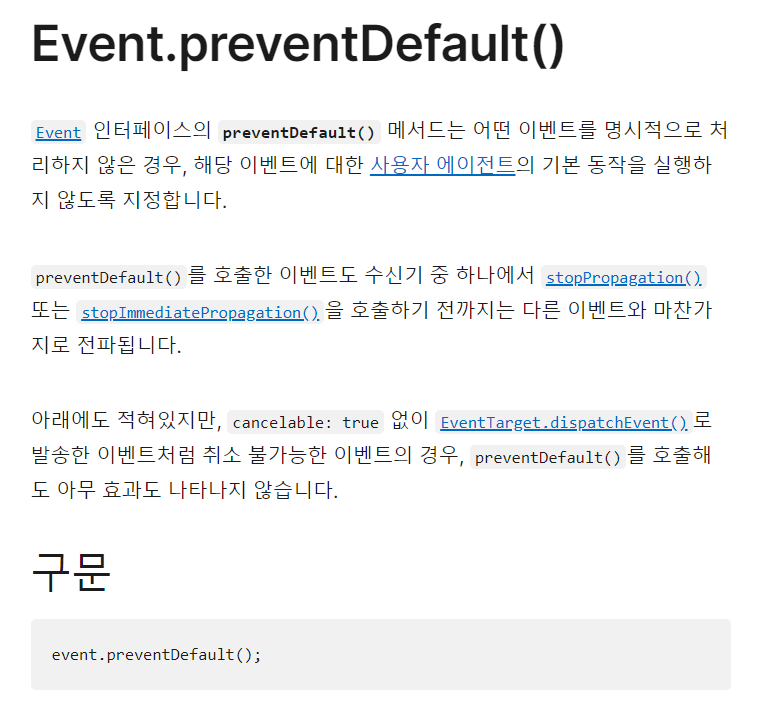 Event.preventDefault()
Event 인터페이스의 preventDefault() 메서드는 어떤 이벤트를 명시적으로 처
리하지 않은 경우, 해당 이벤트에 대한 사용자 에이전트의 기본 동작을 실행하
지 않도록 지정합니다.
preventDefault()를 호출한 이벤트도 수신기 중 하나에서 stopPropagation()
또는 stopImmediatePropagation()을 호출하기 전까지는 다른 이벤트와 마찬가
지로 전파됩니다.
아래에도 적혀있지만, cancelable: true 없이 EventTarget.dispatchEvent()로
발송한 이벤트처럼 취소 불가능한 이벤트의 경우, preventDefault()를 호출해
도 아무 효과도 나타나지 않습니다.
구문
event.preventDefault();